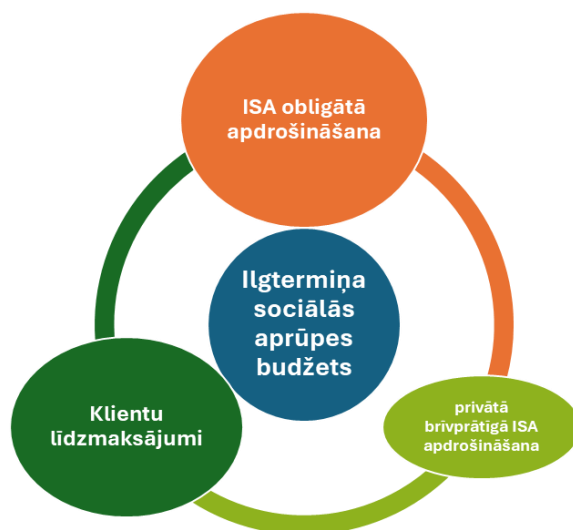 ISA obligātā
apdrošināšana
Ilgtermiņa
sociālās
aprūpes
budžets
Klientu
līdzmaksājumi
privātā
brīvprātīgā ISA
apdrošināšana